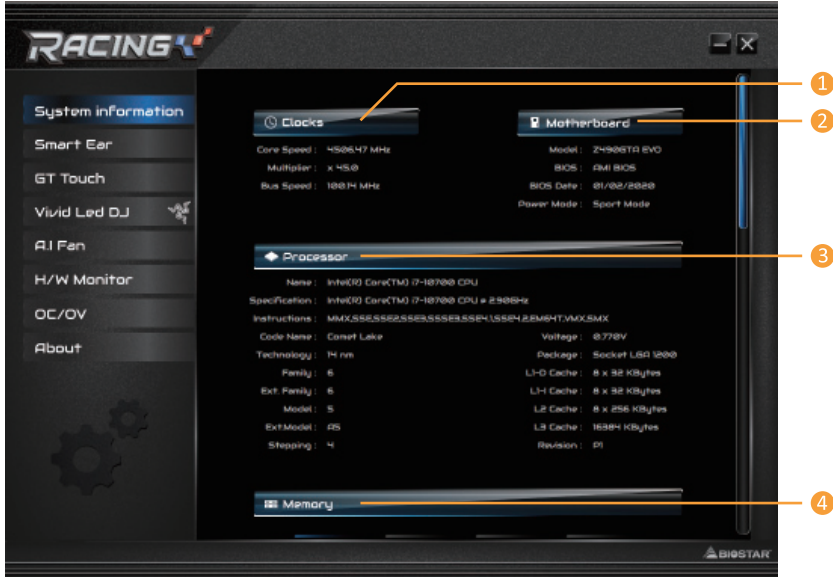 RACING
System information
Smart Ear
GT Touch
Vivid Led DJ
A.I Fan
H/W Monitor
OC/OV
About
Clocks
Core Speed : 4506.47 MHz
Multiplier : x 45.0
Bus Speed : 100.14 MHz
Motherboard
Model : Z490GTA EVO
BIOS : AMI BIOS
BIOS Date : 01/02/2020
Power Mode : Sport Mode
Processor
Name : Intel(R) Core(TM) i7-10700 CPU
Specification : Intel(R) Core(TM) i7-10700 CPU @ 2.90GHz
Instructions : MMX,SSE,SSE2,SSE3,SSSE3,SSE4.1,SSE4.2,EM64T,VMX,SMX
Code Name : Comet Lake
Technology : 14 nm
Family : 6
Ext. Family : 6
Model : 5
Ext.Model : A5
Stepping : 4
Voltage : 0.770V
Package : Socket LGA 1200
L1-D Cache : 8 x 32 KBytes
L1-I Cache : 8 x 32 KBytes
L2 Cache : 8 x 256 KBytes
L3 Cache : 16384 KBytes
Revision : P1
Memory
BIOSTAR
1
2
3
4